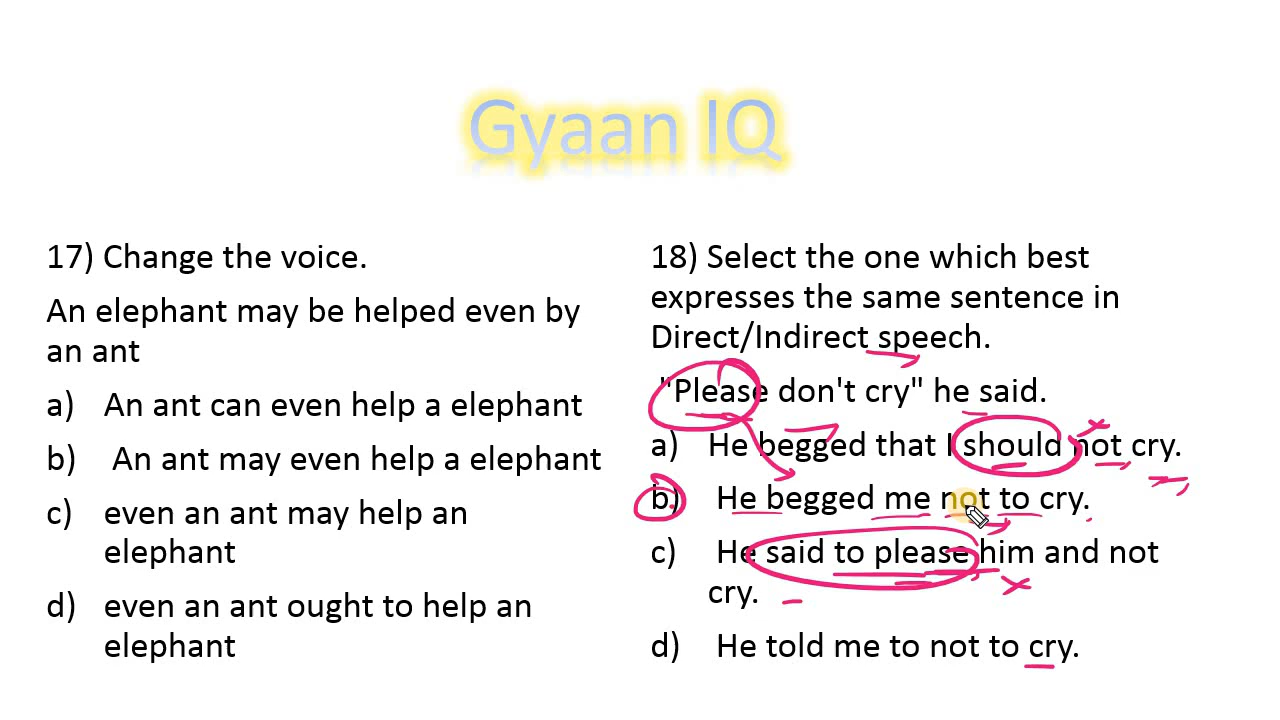 Gyaan IQ
17) Change the voice.
An elephant may be helped even by
an ant
a) An ant can even help a elephant
b) An ant may even help a elephant
c) even an ant may help an
elephant
d) even an ant ought to help an
elephant
18) Select the one which best
expresses the same sentence in
Direct/Indirect speech.
"Please don't cry" he said.
a) He begged that I should not cry.
b) He begged me not to cry.
c) He said to please him and not
cry.
d) He told me to not to cry.